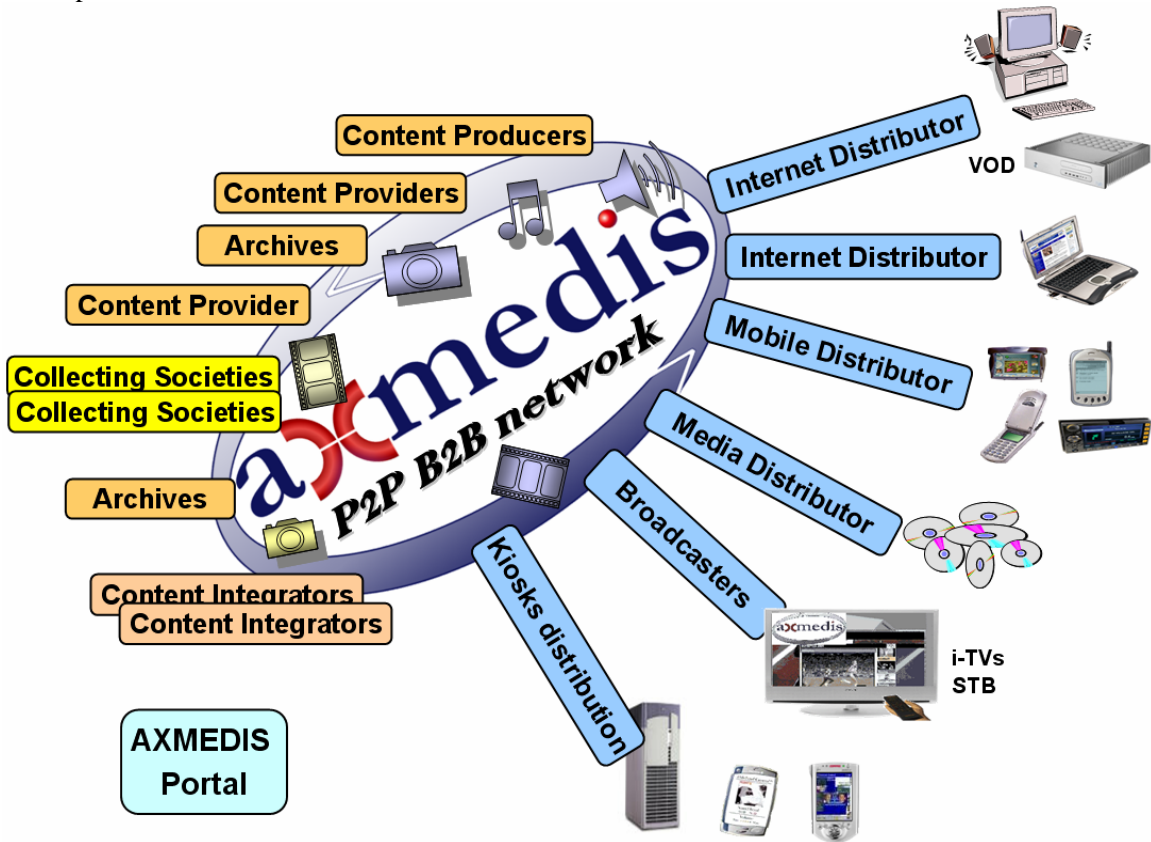 Content Producers
Content Providers
Archives
Content Provider
Collecting Societies
Collecting Societies
Archives
Content Integrators
Content Integrators
AXMEDIS
Portal
axmedis
P2P B2B network
Internet Distributor
VOD
Internet Distributor
Mobile Distributor
Media Distributor
Broadcasters
axmedis
i-TVs
STB
Kiosks distribution